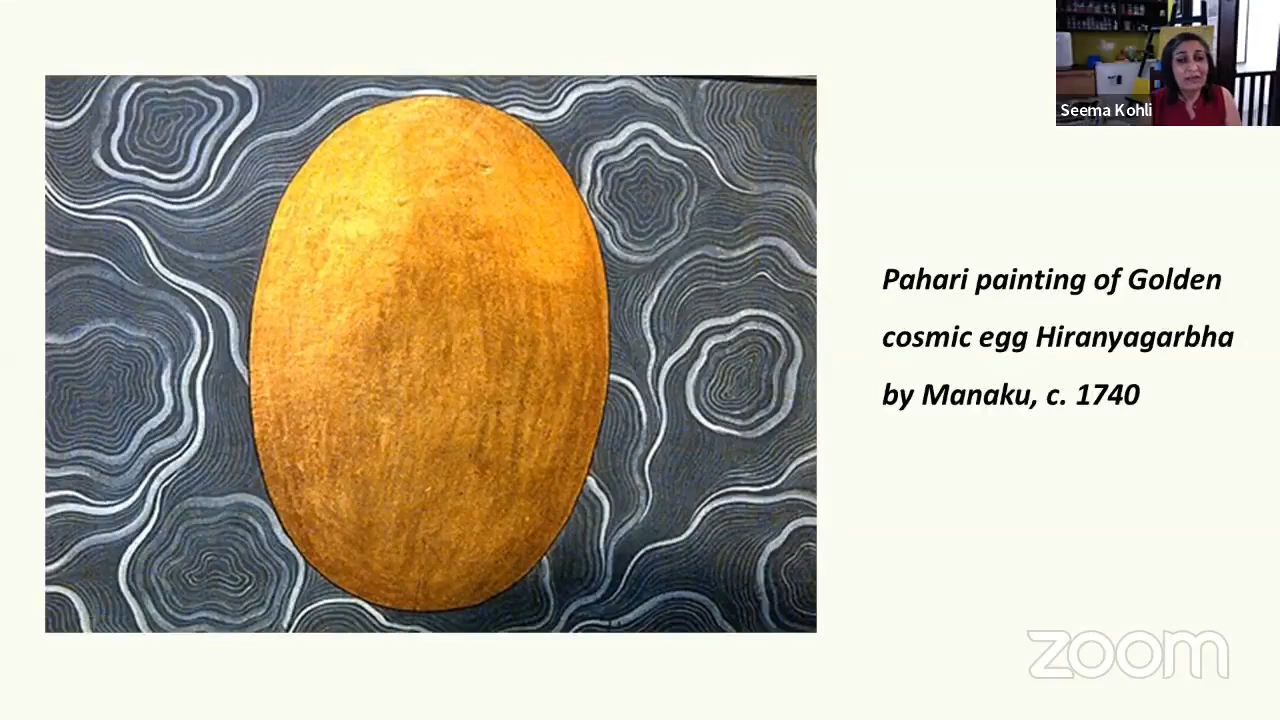 Seema Kohli
Pahari painting of Golden
cosmic egg Hiranyagarbha
by Manaku, c. 1740
zoom